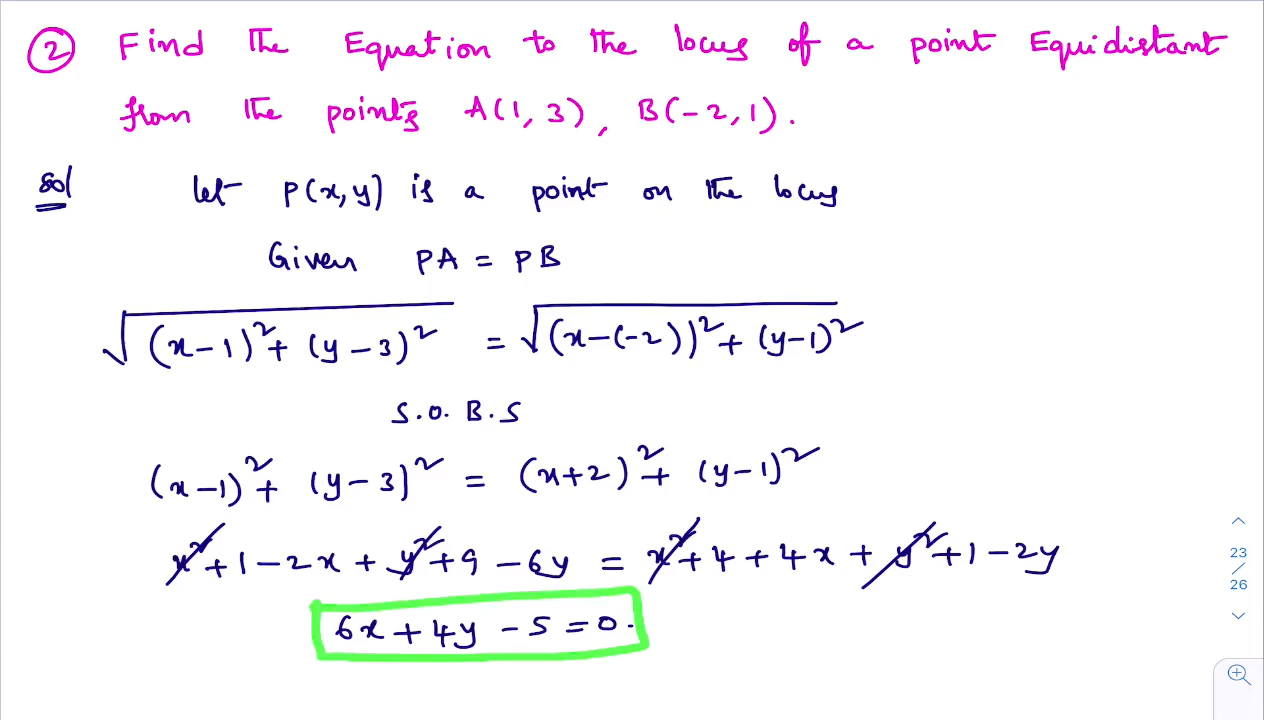 ② Find the Equation to the locus of a point Equidistant
from the points A(1, 3), B(-2, 1).
sol let P(x, y) is a point on the locus
Given PA = PB
√((x-1)² + (y-3)²) = √((x-(-2))² + (y-1)²)
S.O.B.S
(x-1)² + (y-3)² = (x+2)² + (y-1)²
x² + 1 - 2x + y² + 9 - 6y = x² + 4 + 4x + y² + 1 - 2y
6x + 4y - 5 = 0.
23
/
26